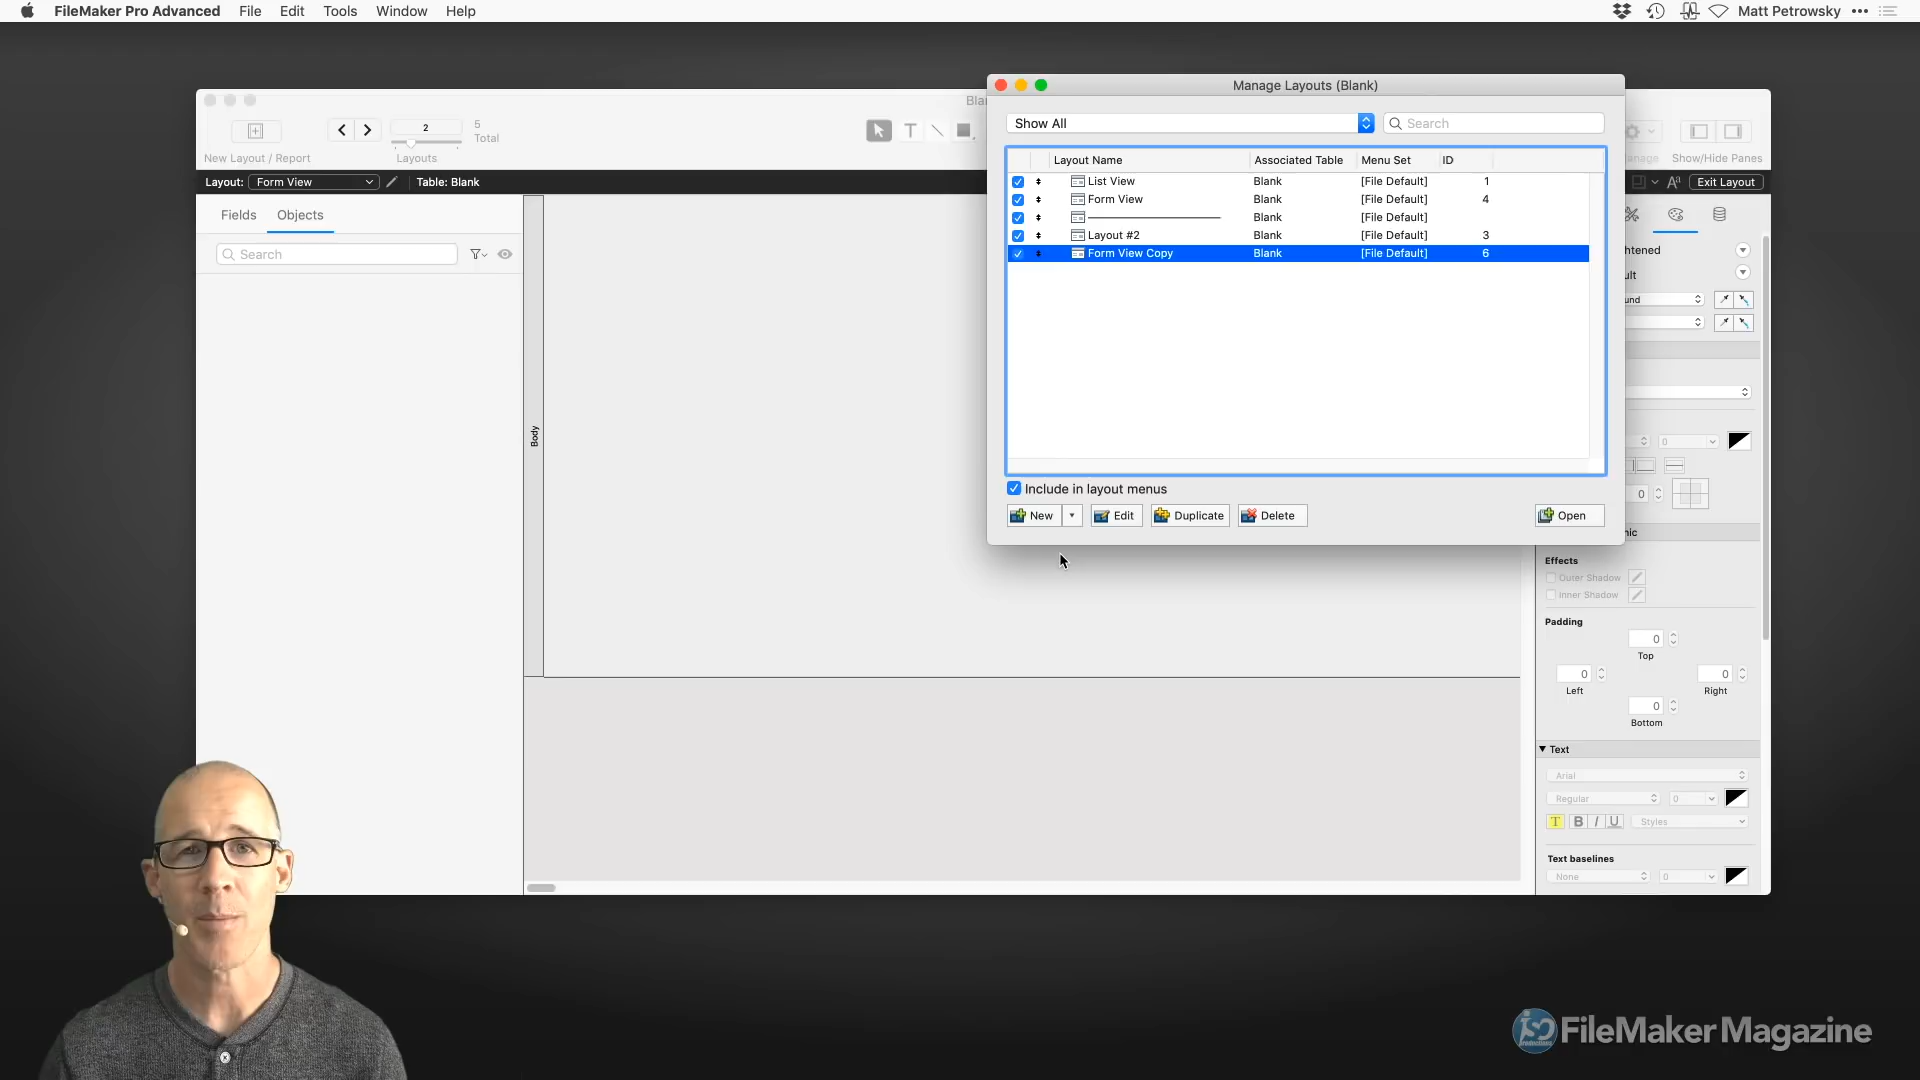 FileMaker Pro Advanced File Edit Tools Window Help Matt Petrowsky
Manage Layouts (Blank)
2 5 Total
New Layout / Report Layouts
Show/Hide Panes
Layout: Form View Table: Blank Exit Layout
Fields Objects
Search
Show All Search
Layout Name Associated Table Menu Set ID
List View Blank [File Default] 1
Form View Blank [File Default] 4
Blank [File Default]
Layout #2 Blank [File Default] 3
Form View Copy Blank [File Default] 6
Include in layout menus
New Edit Duplicate Delete Open
Body
0
0
Effects
Outer Shadow
Inner Shadow
Padding
0
Top
0 0
Left Right
0
Bottom
Text
Arial
Regular 0
T B I U Styles
Text baselines
None 0
FileMaker Magazine